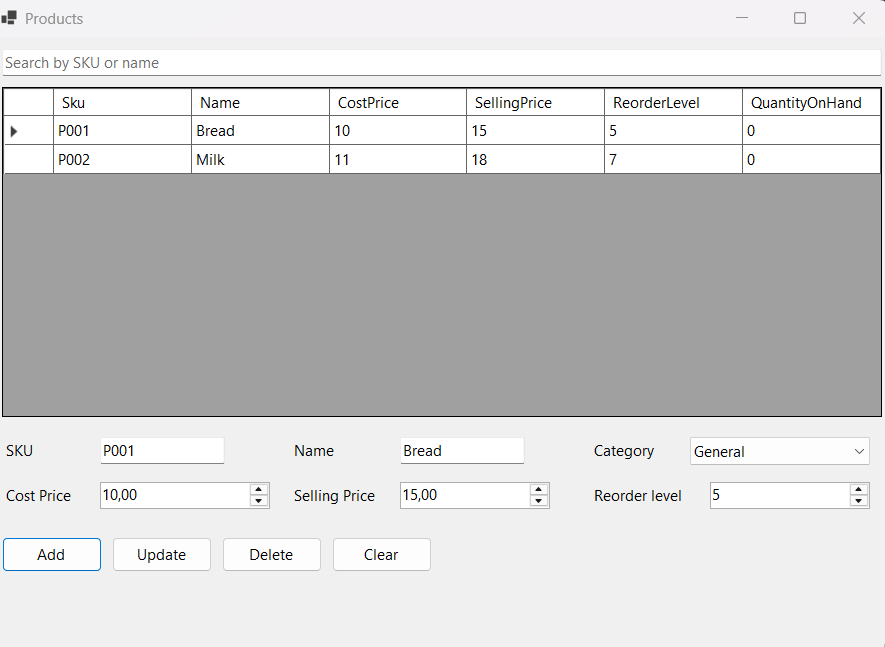 Products
Search by SKU or name
Sku Name CostPrice SellingPrice ReorderLevel QuantityOnHand
P001 Bread 10 15 5 0
P002 Milk 11 18 7 0
SKU P001 Name Bread Category General
Cost Price 10,00 Selling Price 15,00 Reorder level 5
Add Update Delete Clear